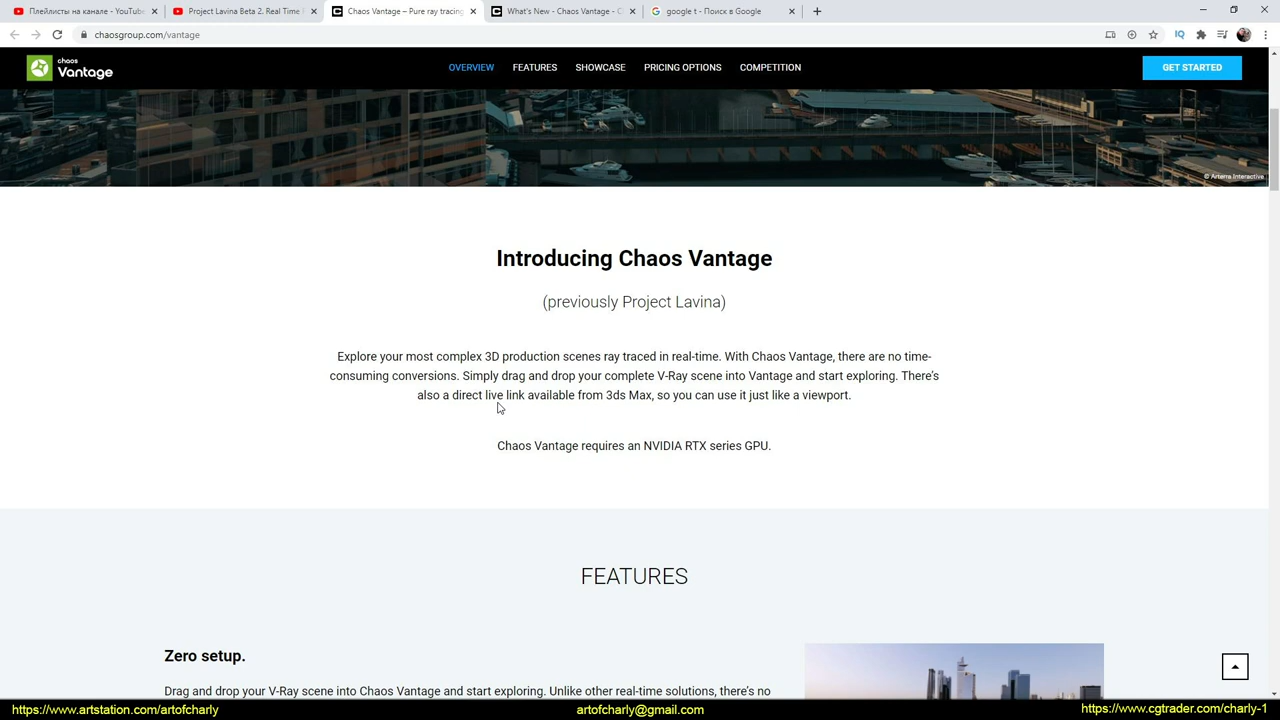 Плейлисты на канале - YouTub
Project Lavina Beta 2. Real Time
Chaos Vantage – Pure ray tracing
What's New - Chaos Vantage - C
google t - Поиск в Google
chaosgroup.com/vantage
IQ
chaos
Vantage
OVERVIEW
FEATURES
SHOWCASE
PRICING OPTIONS
COMPETITION
GET STARTED
© Arterra Interactive
Introducing Chaos Vantage
(previously Project Lavina)
Explore your most complex 3D production scenes ray traced in real-time. With Chaos Vantage, there are no time-
consuming conversions. Simply drag and drop your complete V-Ray scene into Vantage and start exploring. There's
also a direct live link available from 3ds Max, so you can use it just like a viewport.
Chaos Vantage requires an NVIDIA RTX series GPU.
FEATURES
Zero setup.
Drag and drop your V-Ray scene into Chaos Vantage and start exploring. Unlike other real-time solutions, there's no
https://www.artstation.com/artofcharly
artofcharly@gmail.com
https://www.cgtrader.com/charly-1